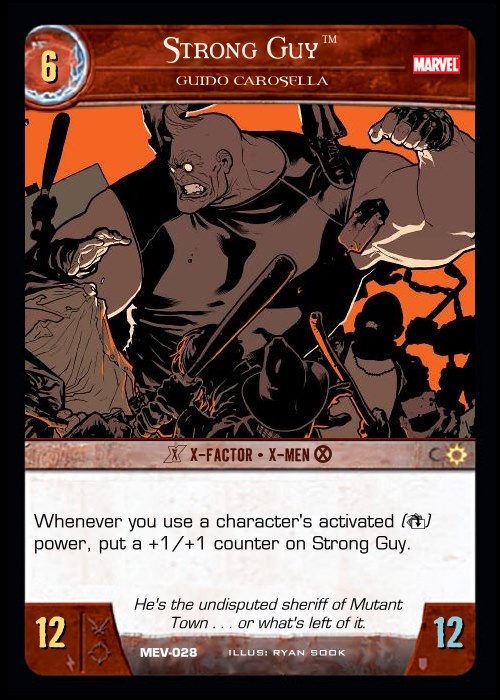 6
STRONG GUY™
MARVEL
GUIDO CAROSELLA
X-FACTOR • X-MEN
Whenever you use a character's activated
power, put a +1/+1 counter on Strong Guy.
He's the undisputed sheriff of Mutant
Town . . . or what's left of it.
12
12
MEV-028 ILLUS: RYAN SOOK